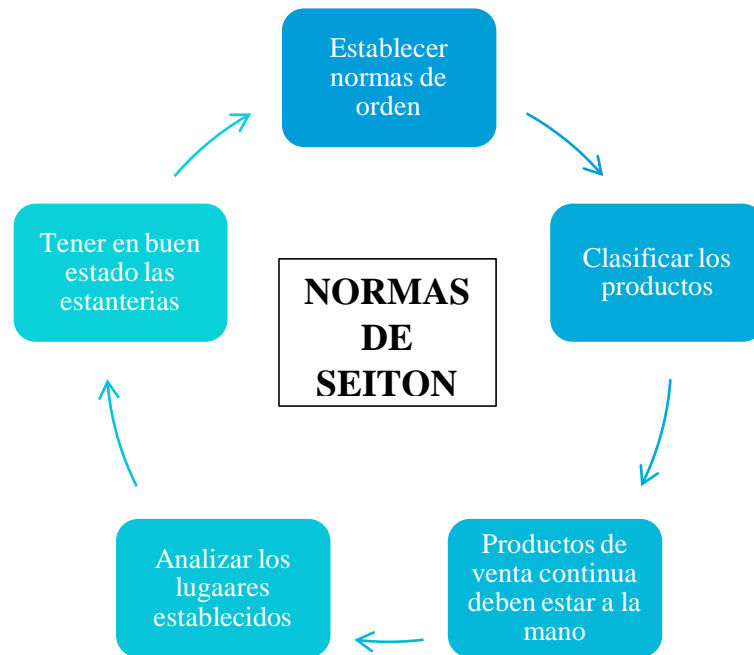 Establecer
normas de
orden
Clasificar los
productos
Productos de
venta continua
deben estar a la
mano
Analizar los
lugaares
establecidos
Tener en buen
estado las
estanterias
NORMAS
DE
SEITON